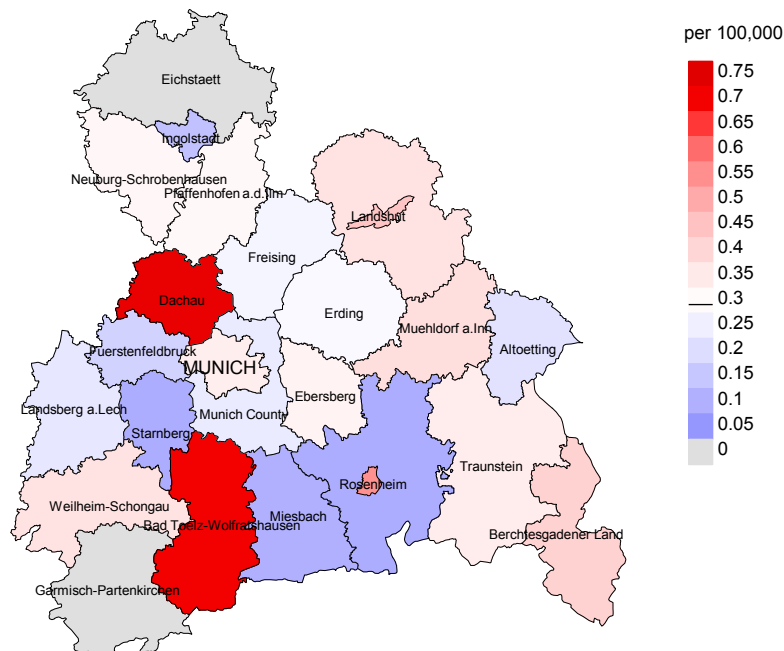 per 100,000
0.75
0.7
0.65
0.6
0.55
0.5
0.45
0.4
0.35
0.3
0.25
0.2
0.15
0.1
0.05
0
Eichstaett
Ingolstadt
Neuburg-Schrobenhausen
Pfaffenhofen a.d.Ilm
Landshut
Freising
Dachau
Erding
Muehldorf a.Inn
Altoetting
Fuerstenfeldbruck
MUNICH
Ebersberg
Landsberg a.Lech
Munich County
Starnberg
Traunstein
Rosenheim
Weilheim-Schongau
Miesbach
Bad Toelz-Wolfratshausen
Berchtesgadener Land
Garmisch-Partenkirchen